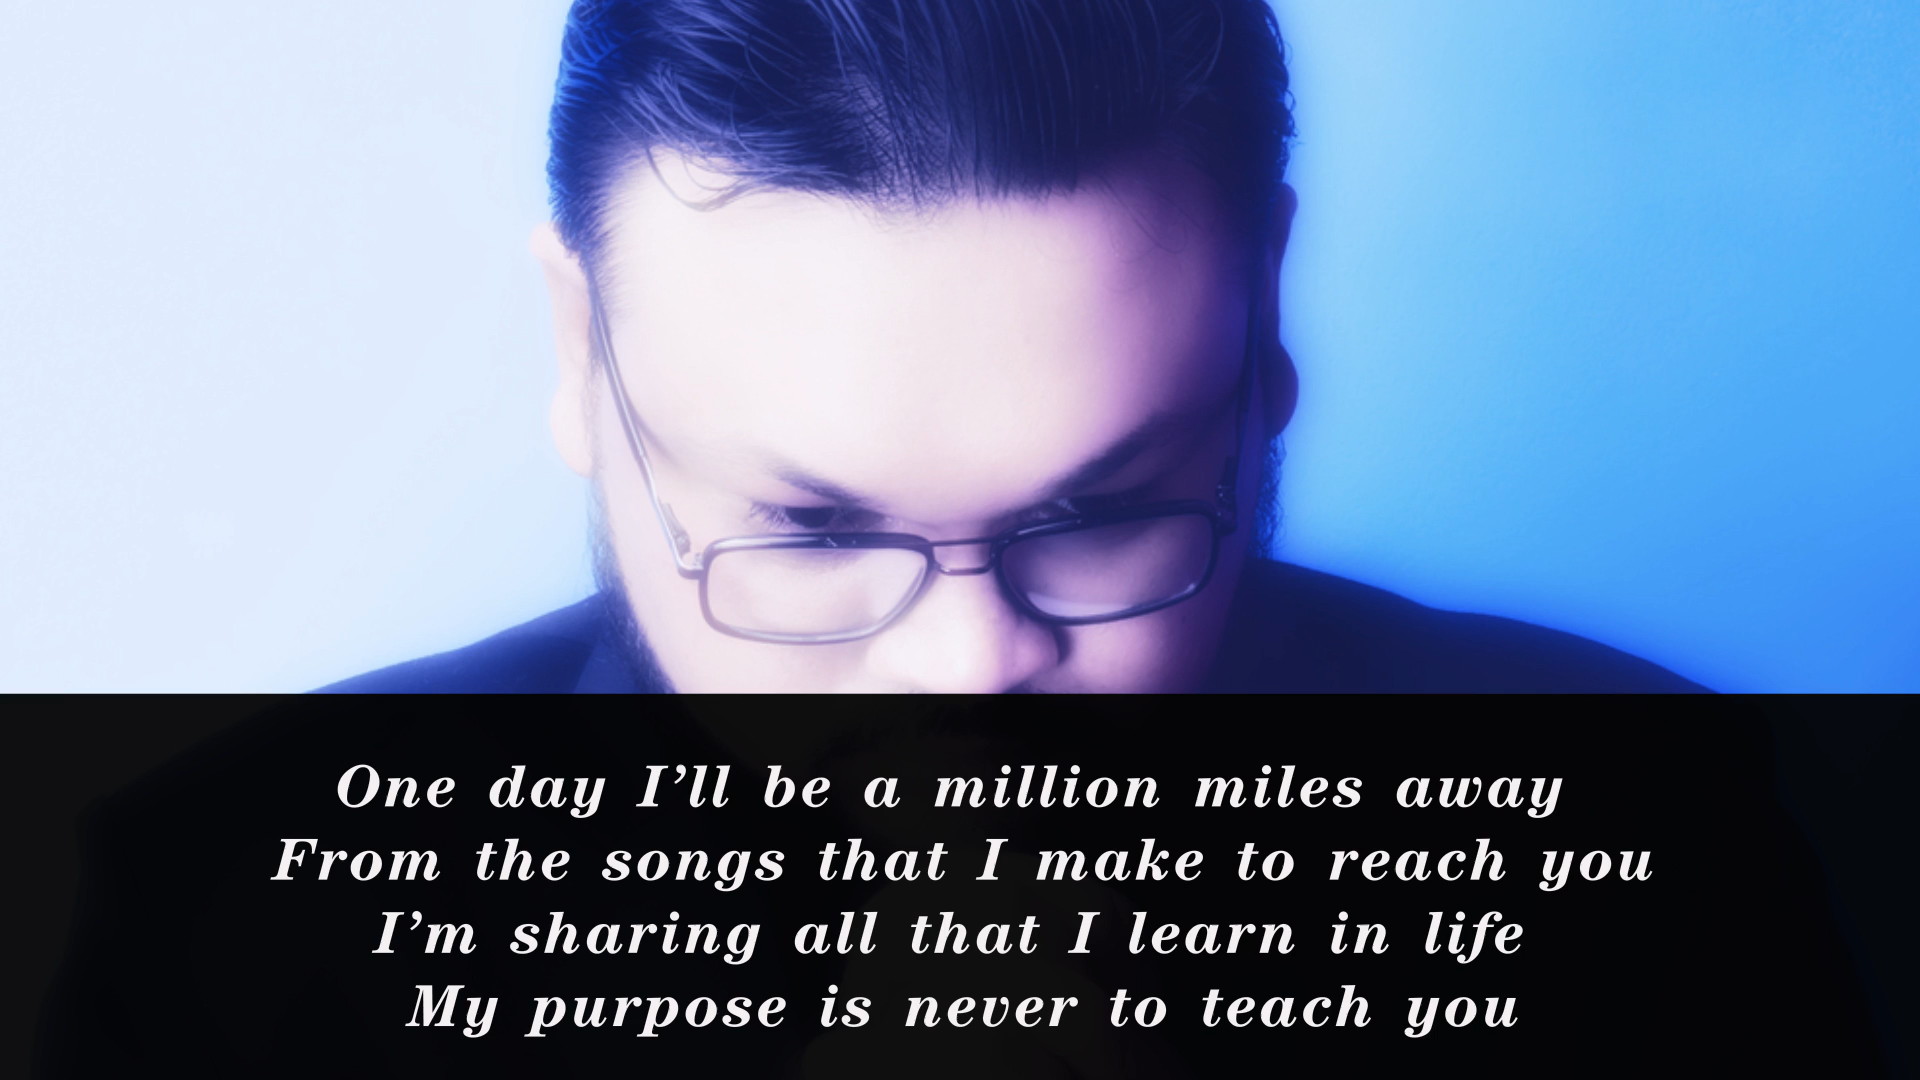 One day I’ll be a million miles away
From the songs that I make to reach you
I’m sharing all that I learn in life
My purpose is never to teach you